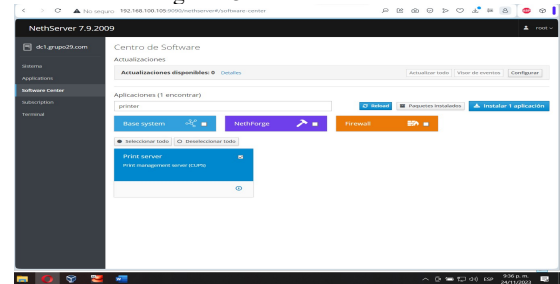 No seguro 192.168.100.105:9090/nethserver#/software-center
NethServer 7.9.2009
root
dc1.grupo29.com
Sistema
Applications
Software Center
Subscription
Terminal
Centro de Software
Actualizaciones
Actualizaciones disponibles: 0 Detalles
Actualizar todo Visor de eventos Configurar
Aplicaciones (1 encontrar)
printer
Reload Paquetes instalados Instalar 1 aplicación
Base system NethForge Firewall
Seleccionar todo Deseleccionar todo
Print server
Print management server (CUPS)
ESP
9:36 p. m.
24/11/2023